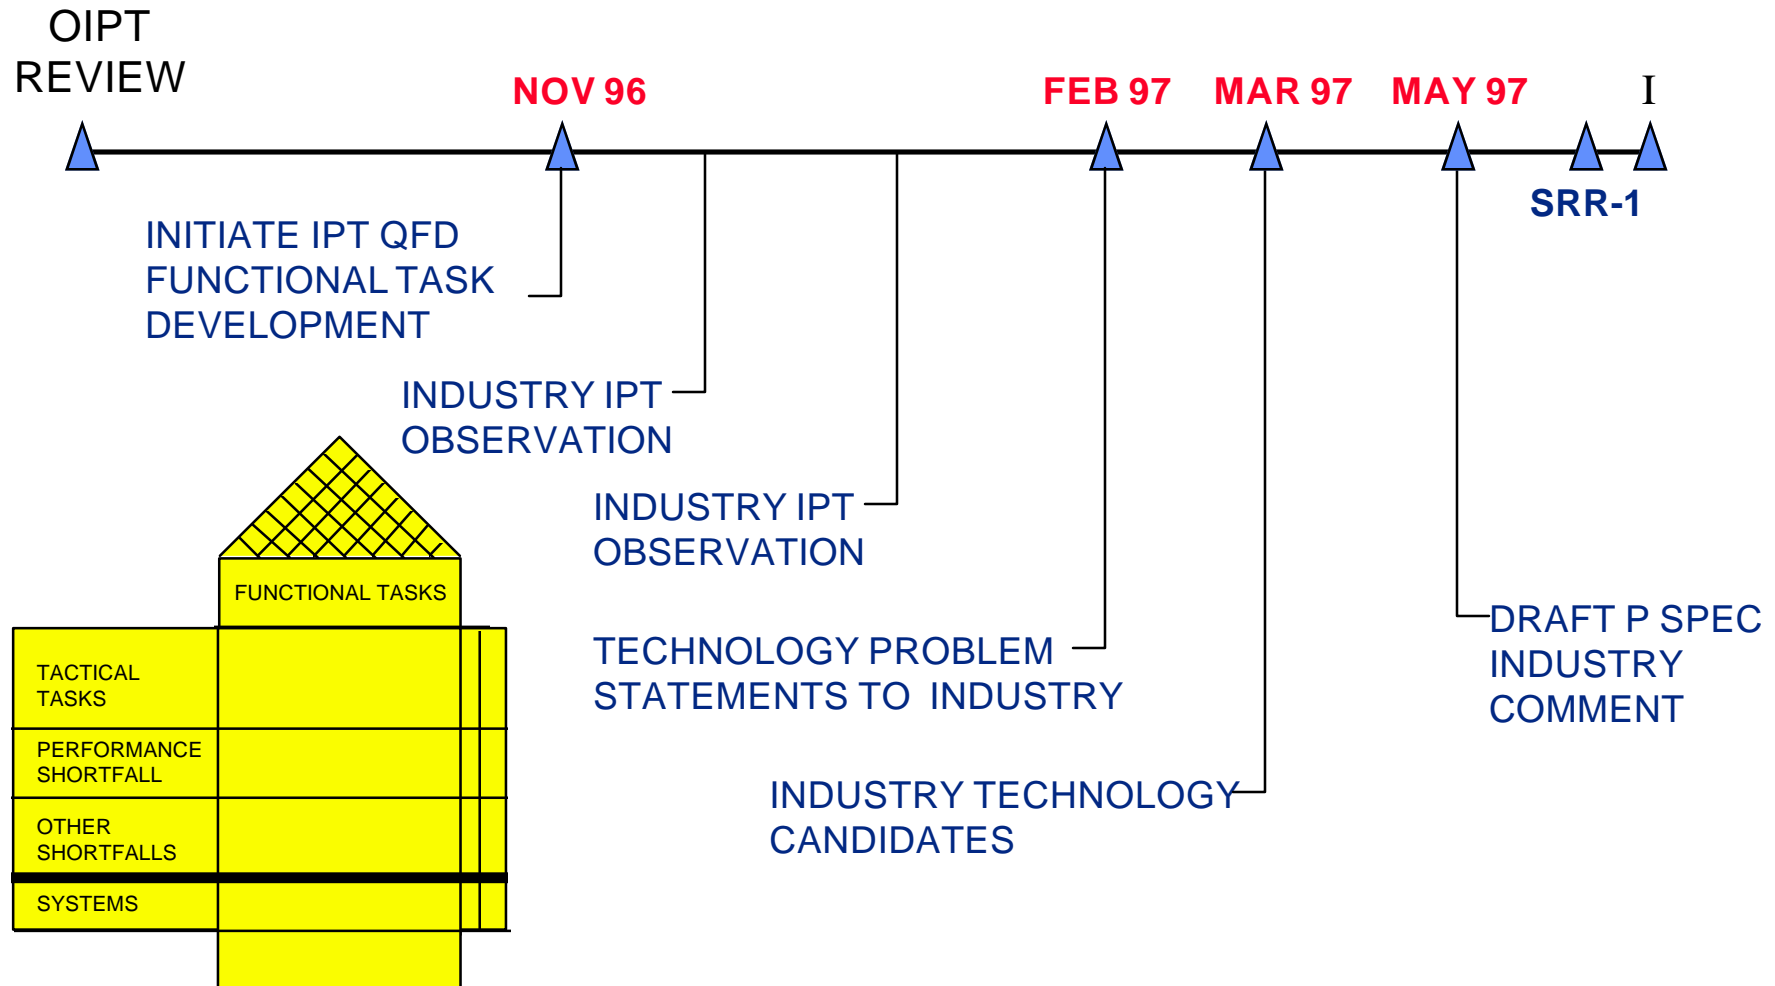 OIPT
REVIEW
NOV 96
FEB 97
MAR 97
MAY 97
I
SRR-1
INITIATE IPT QFD
FUNCTIONAL TASK
DEVELOPMENT
INDUSTRY IPT
OBSERVATION
INDUSTRY IPT
OBSERVATION
TECHNOLOGY PROBLEM
STATEMENTS TO INDUSTRY
INDUSTRY TECHNOLOGY
CANDIDATES
DRAFT P SPEC
INDUSTRY
COMMENT
FUNCTIONAL TASKS
TACTICAL
TASKS
PERFORMANCE
SHORTFALL
OTHER
SHORTFALLS
SYSTEMS